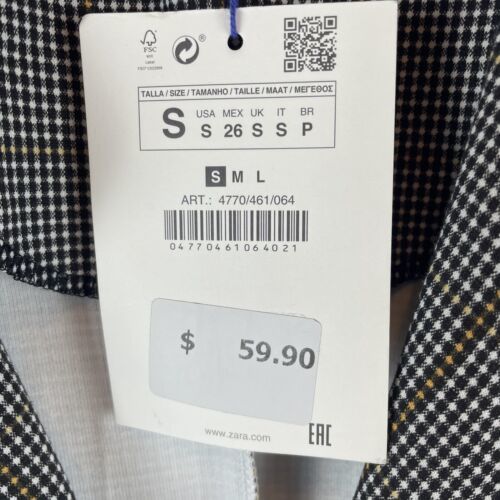 FSC
®
TALLA / SIZE / TAMANHO / TAILLE / MAAT / ΜΕΓΕΘΟΣ
S USA MEX UK IT BR
S 26 S S P
S M L
ART.: 4770/461/064
04770461064021
$ 59.90
www.zara.com
EAC